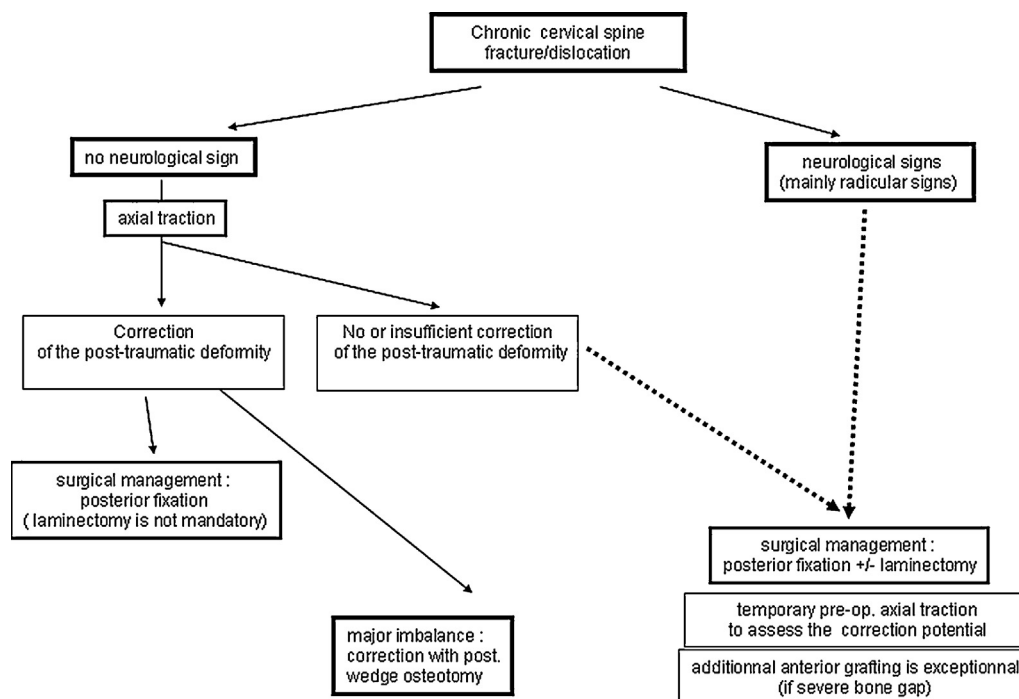 Chronic cervical spine
fracture/dislocation
no neurological sign
neurological signs
(mainly radicular signs)
axial traction
Correction
of the post-traumatic deformity
No or insufficient correction
of the post-traumatic deformity
surgical management :
posterior fixation
( laminectomy is not mandatory)
surgical management :
posterior fixation +/- laminectomy
temporary pre-op. axial traction
to assess the correction potential
major imbalance :
correction with post.
wedge osteotomy
additionnal anterior grafting is exceptionnal
(if severe bone gap)